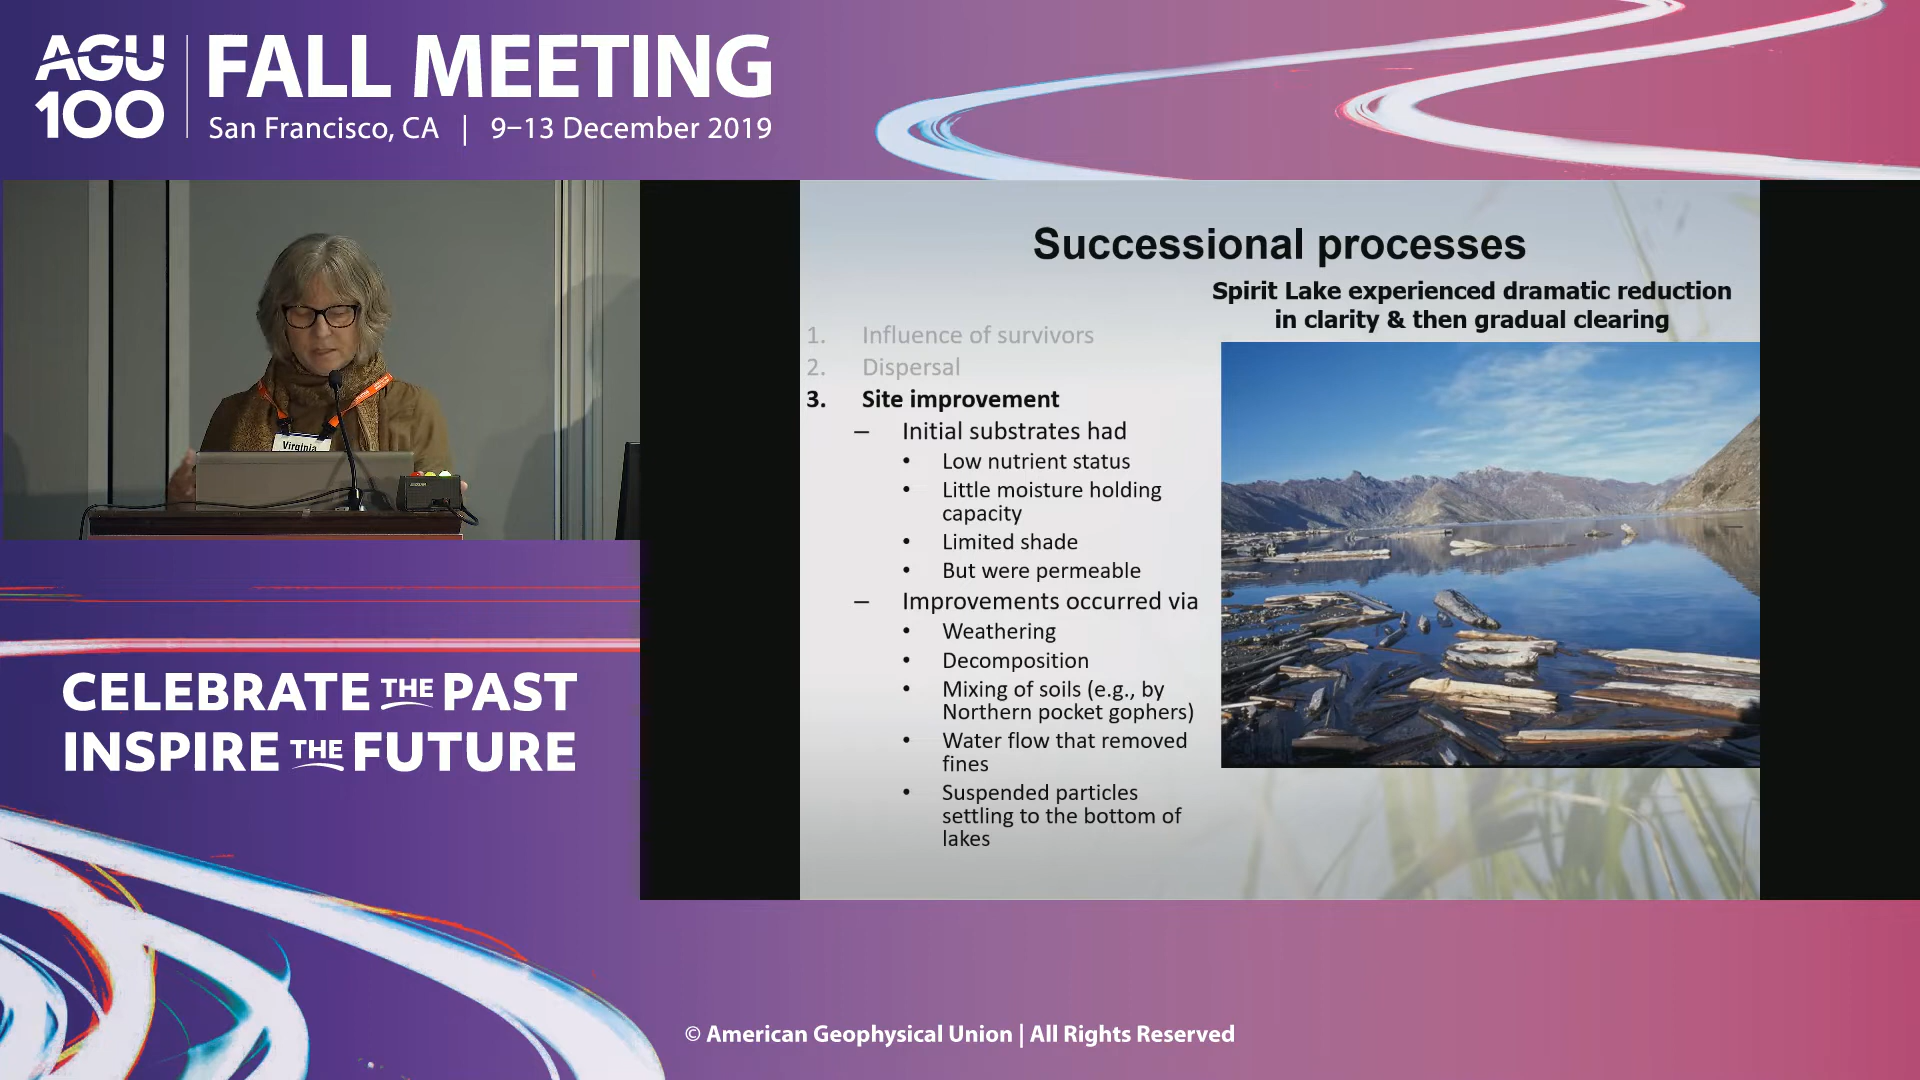 AGU
100
FALL MEETING
San Francisco, CA | 9–13 December 2019
Virginia
Successional processes
Spirit Lake experienced dramatic reduction
in clarity & then gradual clearing
1. Influence of survivors
2. Dispersal
3. Site improvement
– Initial substrates had
• Low nutrient status
• Little moisture holding
capacity
• Limited shade
• But were permeable
– Improvements occurred via
• Weathering
• Decomposition
• Mixing of soils (e.g., by
Northern pocket gophers)
• Water flow that removed
fines
• Suspended particles
settling to the bottom of
lakes
CELEBRATE THE PAST
INSPIRE THE FUTURE
© American Geophysical Union | All Rights Reserved